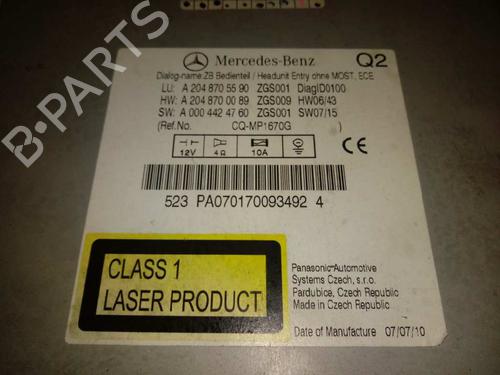 Mercedes-Benz Q2
Dialog-name:ZB Bedienteil / Headunit Entry ohne MOST, ECE
LU: A 204 870 55 90 ZGS001 DiagID0100
HW: A 204 870 00 89 ZGS009 HW06/43
SW: A 000 442 47 60 ZGS001 SW07/15
(Ref.No. CQ-MP1670G )
12V 4Ω 10A
CE
523 PA070170093492 4
CLASS 1
LASER PRODUCT
Panasonic Automotive
Systems Czech, s.r.o.
Pardubice, Czech Republic
Made in Czech Republic
Date of Manufacture 07/07/10
B-PARTS